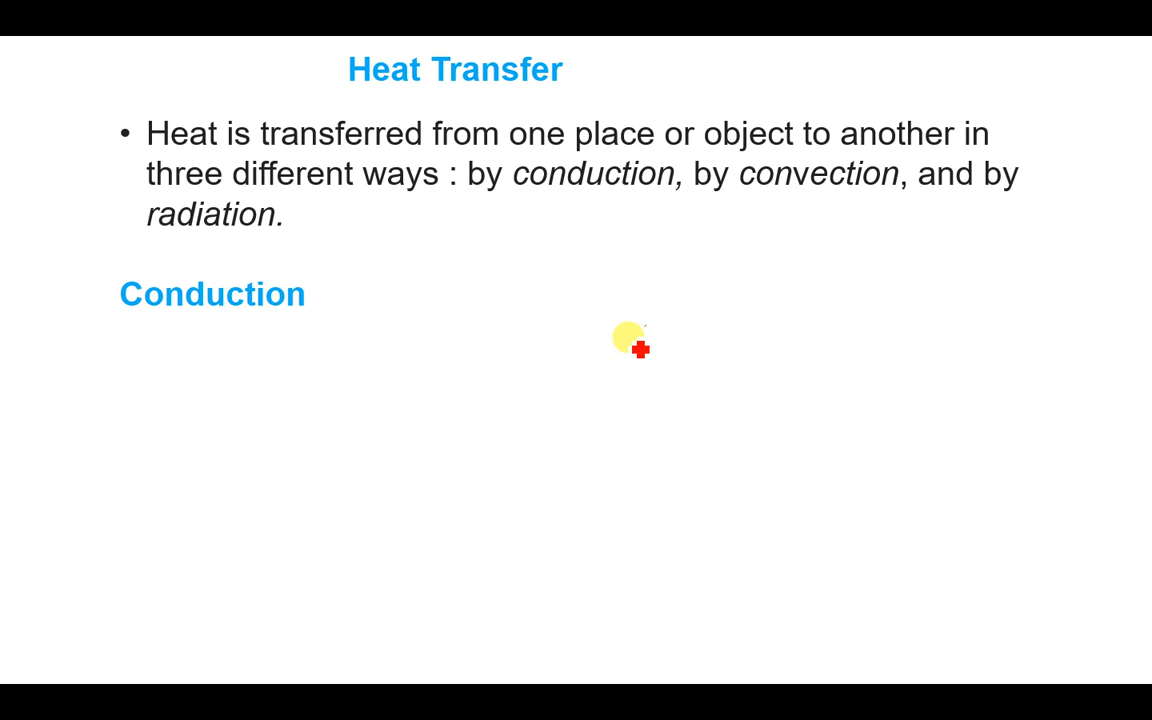 Heat Transfer
• Heat is transferred from one place or object to another in
three different ways : by conduction, by convection, and by
radiation.
Conduction